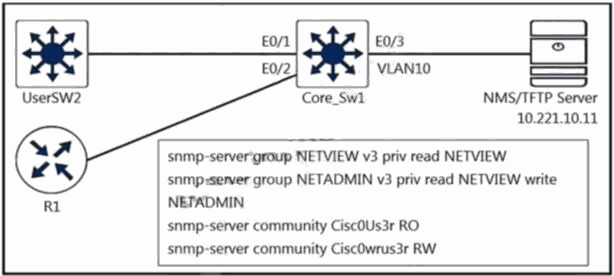 E0/1
E0/3
E0/2
VLAN10
UserSW2
Core_Sw1
NMS/TFTP Server
10.221.10.11
R1
snmp-server group NETVIEW v3 priv read NETVIEW
snmp-server group NETADMIN v3 priv read NETVIEW write
NETADMIN
snmp-server community Cisc0Us3r RO
snmp-server community Cisc0wrus3r RW